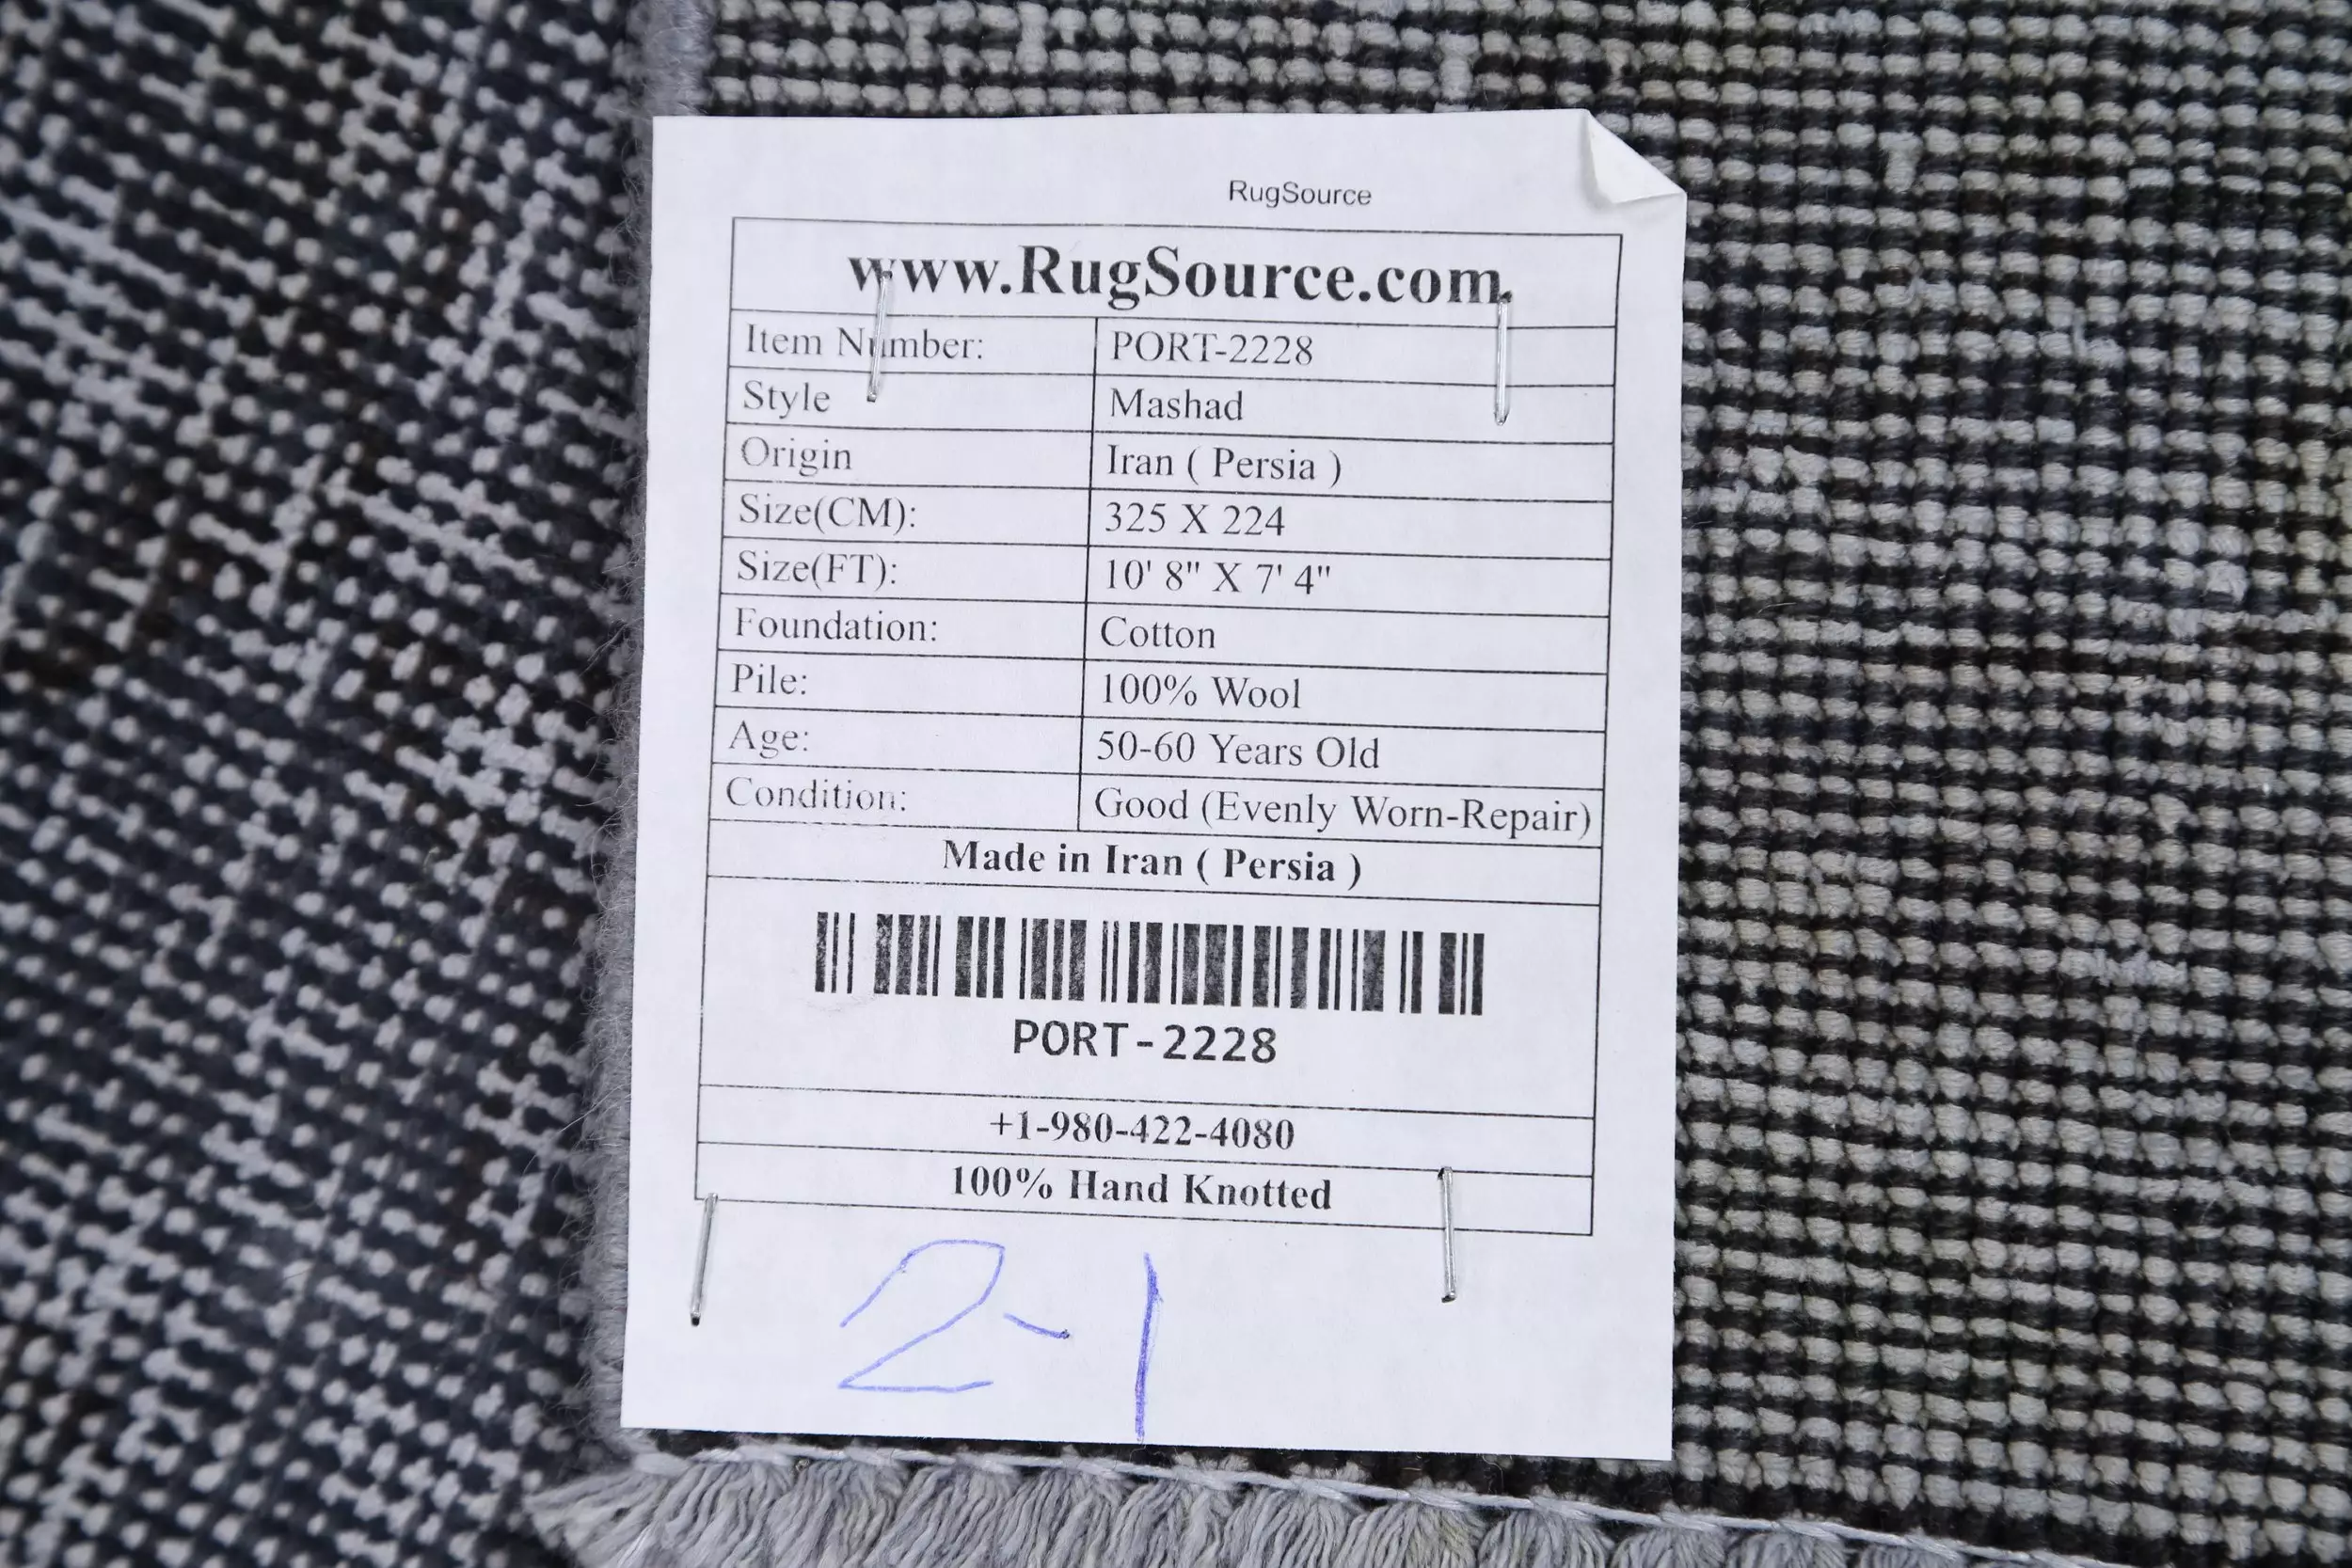 RugSource
www.RugSource.com
Item Number: PORT-2228
Style Mashad
Origin Iran ( Persia )
Size(CM): 325 X 224
Size(FT): 10' 8" X 7' 4"
Foundation: Cotton
Pile: 100% Wool
Age: 50-60 Years Old
Condition: Good (Evenly Worn-Repair)
Made in Iran ( Persia )
PORT-2228
+1-980-422-4080
100% Hand Knotted
2-1